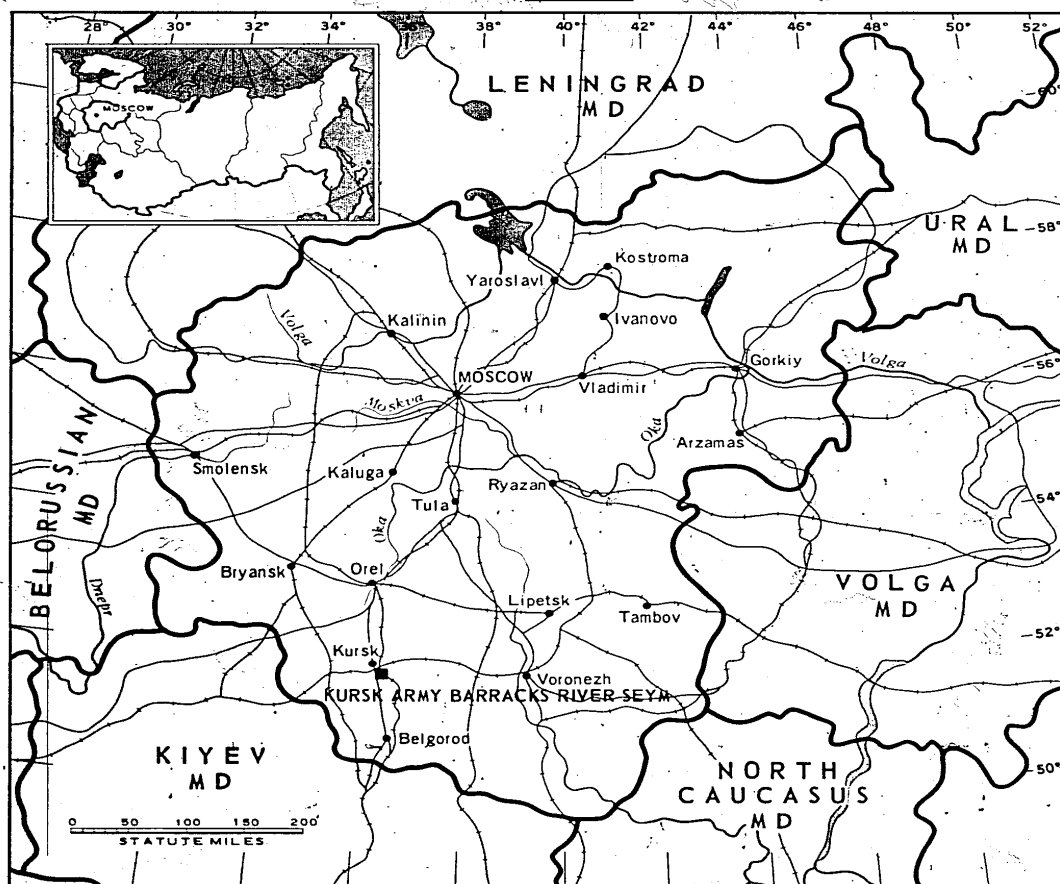 28° 30° 32° 34° 36° 38° 40° 42° 44° 46° 48° 50° 52°
MOSCOW
LENINGRAD
MD
60°
URAL
MD
58°
Kostroma
Yaroslavl
Ivanovo
Volga
Kalinin
Gorkiy
Volga
56°
MOSCOW
Vladimir
Moskva
Oka
Arzamas
BELORUSSIAN
MD
Smolensk
Kaluga
Ryazan
Tula
54°
Oka
Dnepr
Bryansk
Orel
VOLGA
MD
Lipetsk
Tambov
52°
Kursk
Voronezh
KURSK ARMY BARRACKS RIVER SEYM
Belgorod
KIYEV
MD
NORTH
CAUCASUS
MD
50°
0 50 100 150 200
STATUTE MILES